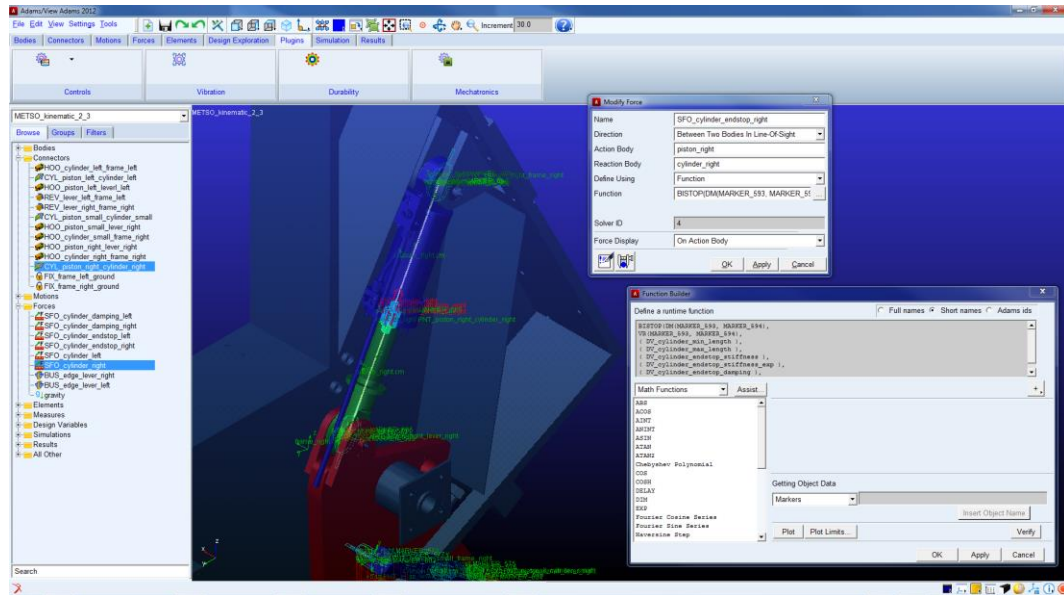 Adams/View Adams 2012
File Edit View Settings Tools
Increment 30.0
Bodies Connectors Motions Forces Elements Design Exploration Plugins Simulation Results
Controls Vibration Durability Mechatronics
METSO_kinematic_2_3
Browse Groups Filters
Bodies
Connectors
HOO_cylinder_left_frame_left
CYL_piston_left_cylinder_left
HOO_piston_left_level_left
REV_lever_left_frame_left
REV_lever_right_frame_right
CYL_piston_small_cylinder_small
HOO_piston_small_lever_right
HOO_cylinder_small_frame_right
HOO_piston_right_lever_right
HOO_cylinder_right_frame_right
CYL_piston_right_cylinder_right
FIX_frame_left_ground
FIX_frame_right_ground
Motions
Forces
SFO_cylinder_damping_left
SFO_cylinder_damping_right
SFO_cylinder_endstop_left
SFO_cylinder_endstop_right
SFO_cylinder_left
SFO_cylinder_right
BUS_edge_lever_right
BUS_edge_lever_left
gravity
Elements
Measures
Design Variables
Simulations
Results
All Other
Search
METSO_kinematic_2_3
Modify Force
Name SFO_cylinder_endstop_right
Direction Between Two Bodies In Line-Of-Sight
Action Body piston_right
Reaction Body cylinder_right
Define Using Function
Function BISTOP(DM(MARKER_593, MARKER_59 ...
Solver ID 4
Force Display On Action Body
OK Apply Cancel
Function Builder
Define a runtime function Full names Short names Adams ids
BISTOP(DM(MARKER_593, MARKER_594),
VR(MARKER_593, MARKER_594),
( DV_cylinder_min_length ),
( DV_cylinder_max_length ),
( DV_cylinder_endstop_stiffness ),
( DV_cylinder_endstop_stiffness_exp ),
( DV_cylinder_endstop_damping ),
Math Functions Assist...
ABS
ACOS
AINT
ANINT
ASIN
ATAN
ATAN2
Chebyshev Polynomial
COS
COSH
DELAY
DIM
EXP
Fourier Cosine Series
Fourier Sine Series
Haversine Step
Getting Object Data
Markers
Insert Object Name
Plot Plot Limits... Verify
OK Apply Cancel